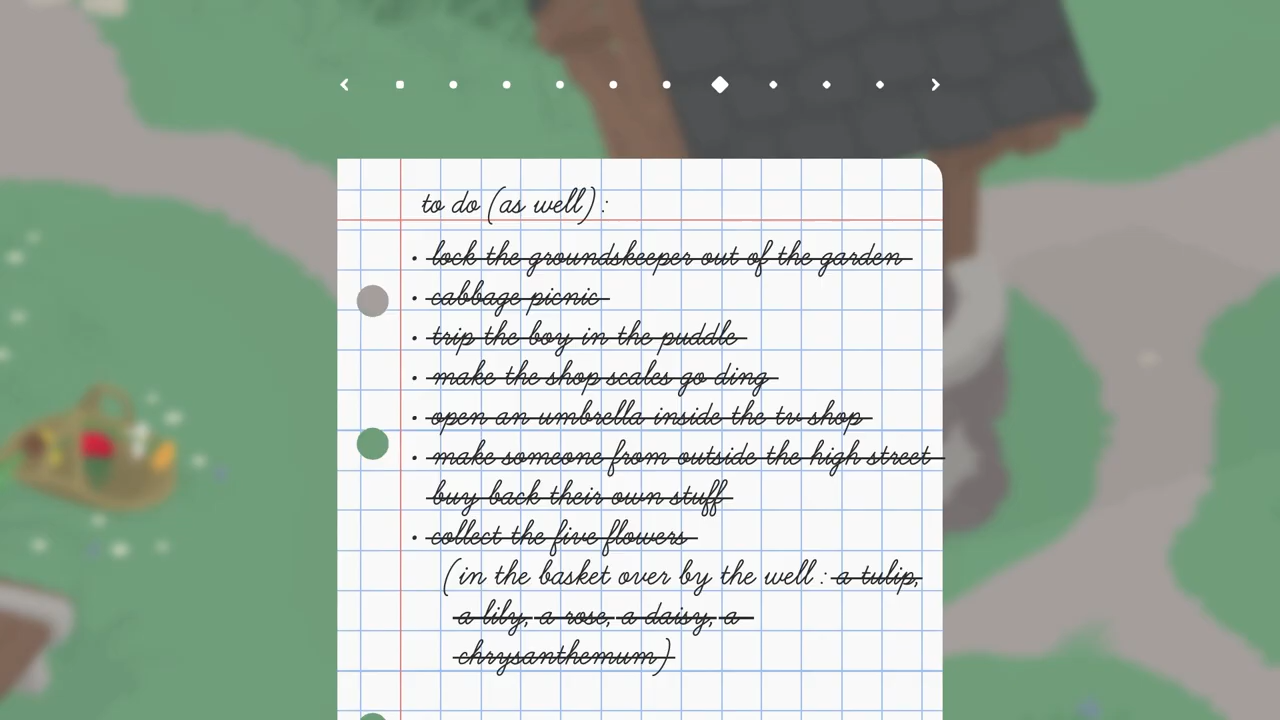 to do (as well) :
• lock the groundskeeper out of the garden
• cabbage picnic
• trip the boy in the puddle
• make the shop scales go ding
• open an umbrella inside the tv shop
• make someone from outside the high street
buy back their own stuff
• collect the five flowers
(in the basket over by the well : a tulip,
a lily, a rose, a daisy, a
chrysanthemum)